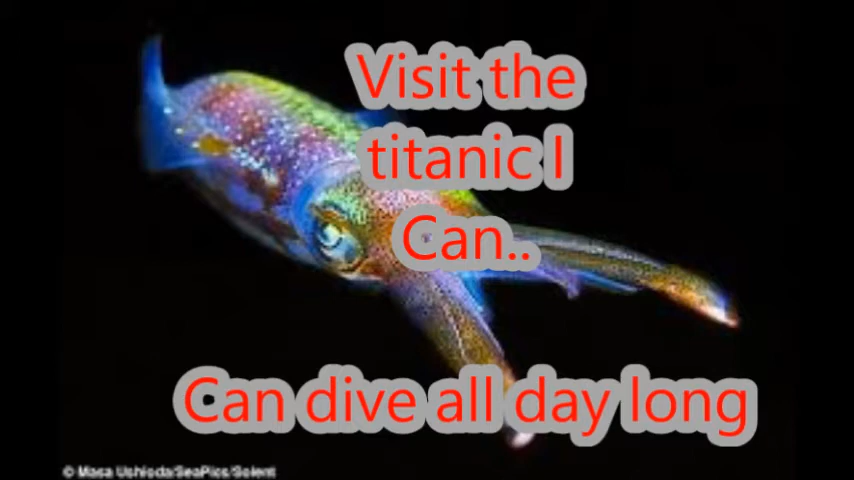 Visit the
titanic I
Can..
Can dive all day long
© Masa Ushioda/SeaPics/Solent